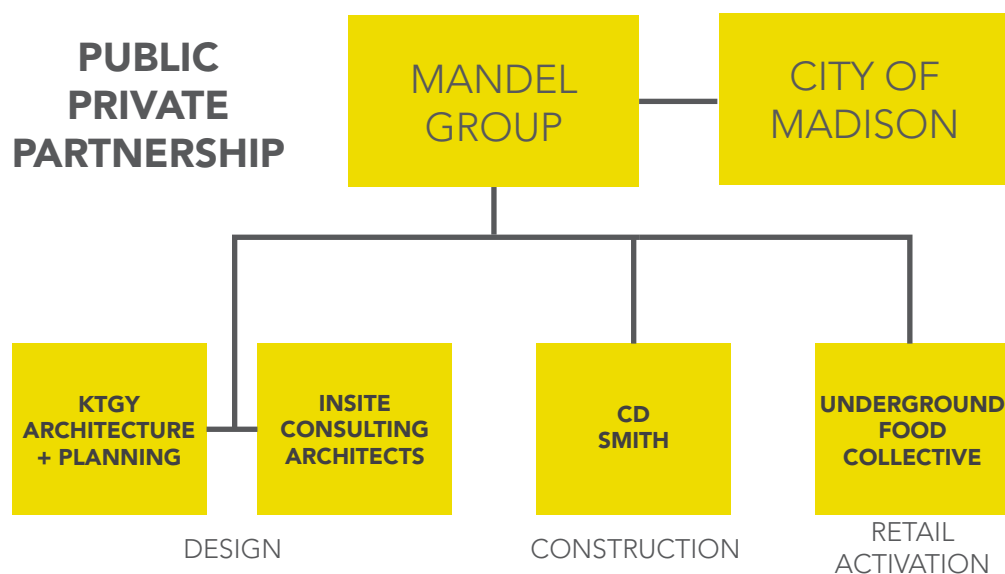 PUBLIC
PRIVATE
PARTNERSHIP
MANDEL
GROUP
CITY OF
MADISON
KTGY
ARCHITECTURE
+ PLANNING
INSITE
CONSULTING
ARCHITECTS
CD
SMITH
UNDERGROUND
FOOD
COLLECTIVE
DESIGN
CONSTRUCTION
RETAIL
ACTIVATION